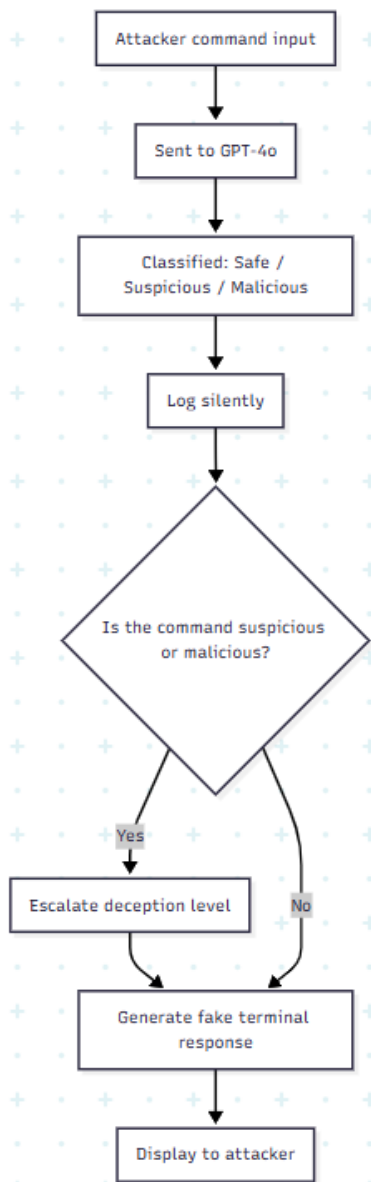 Attacker command input
Sent to GPT-4o
Classified: Safe /
Suspicious / Malicious
Log silently
Is the command suspicious
or malicious?
Yes
Escalate deception level
No
Generate fake terminal
response
Display to attacker